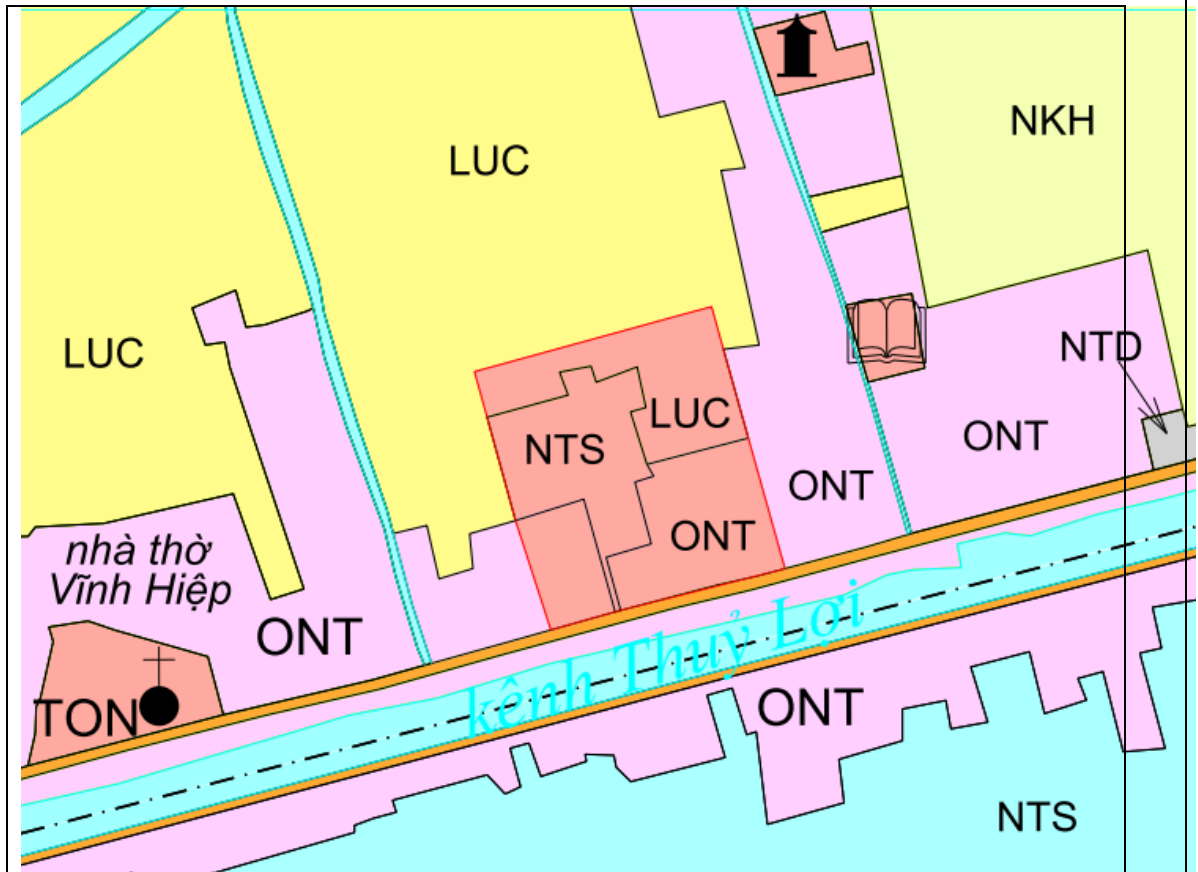 NKH
LUC
LUC
NTD
LUC
NTS
ONT
ONT
ONT
nhà thờ
Vĩnh Hiệp
ONT
kênh Thuỷ Lợi
TON
ONT
NTS